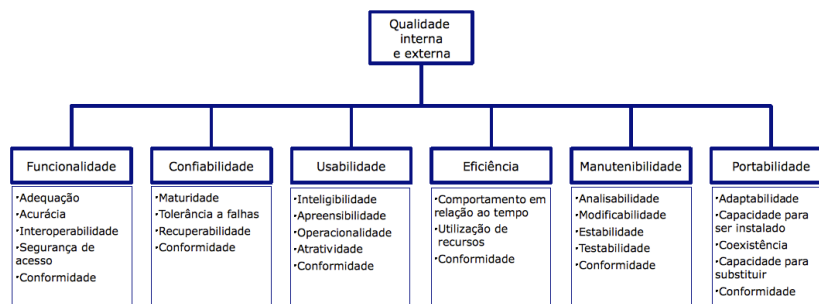 Qualidade
interna
e externa
Funcionalidade
•Adequação
•Acurácia
•Interoperabilidade
•Segurança de
acesso
•Conformidade
Confiabilidade
•Maturidade
•Tolerância a falhas
•Recuperabilidade
•Conformidade
Usabilidade
•Inteligibilidade
•Apreensibilidade
•Operacionalidade
•Atratividade
•Conformidade
Eficiência
•Comportamento em
relação ao tempo
•Utilização de
recursos
•Conformidade
Manutenibilidade
•Analisabilidade
•Modificabilidade
•Estabilidade
•Testabilidade
•Conformidade
Portabilidade
•Adaptabilidade
•Capacidade para
ser instalado
•Coexistência
•Capacidade para
substituir
•Conformidade